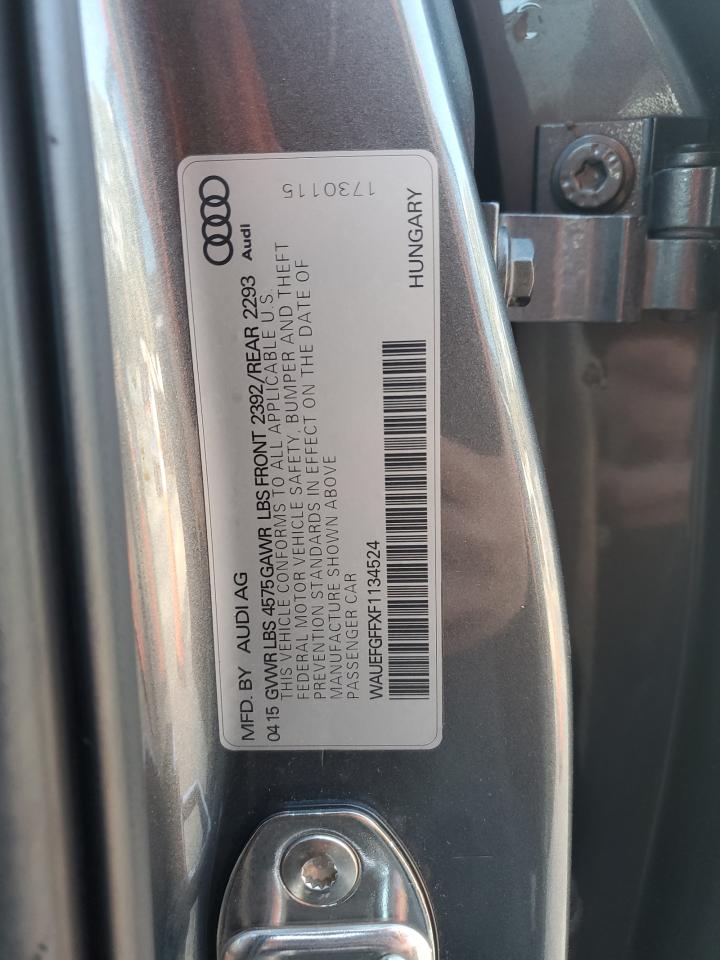 Audi
MFD. BY AUDI AG
04 15 GVWR LBS 4575 GAWR LBS FRONT 2392/REAR 2293
THIS VEHICLE CONFORMS TO ALL APPLICABLE U.S.
FEDERAL MOTOR VEHICLE SAFETY, BUMPER AND THEFT
PREVENTION STANDARDS IN EFFECT ON THE DATE OF
MANUFACTURE SHOWN ABOVE
PASSENGER CAR
WAUEFGFFXF1134524
HUNGARY
1730115